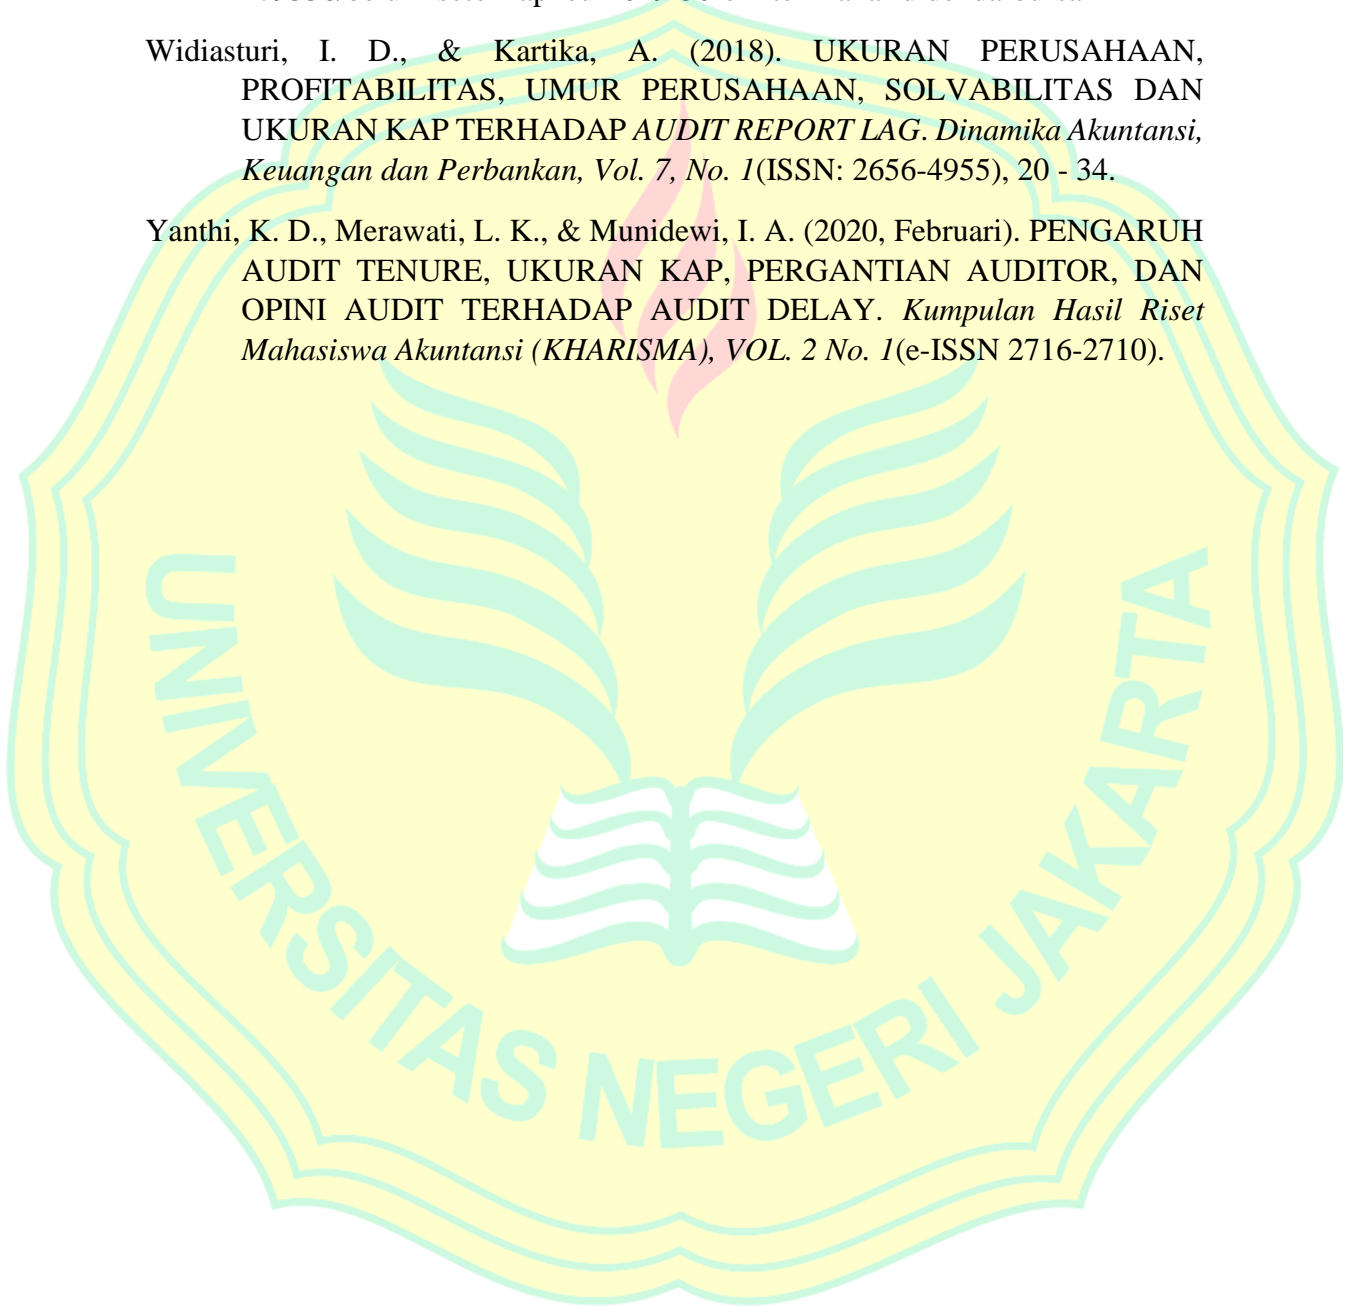 Widiasturi, I. D., & Kartika, A. (2018). UKURAN PERUSAHAAN,
PROFITABILITAS, UMUR PERUSAHAAN, SOLVABILITAS DAN
UKURAN KAP TERHADAP AUDIT REPORT LAG. Dinamika Akuntansi,
Keuangan dan Perbankan, Vol. 7, No. 1(ISSN: 2656-4955), 20 - 34.
Yanthi, K. D., Merawati, L. K., & Munidewi, I. A. (2020, Februari). PENGARUH
AUDIT TENURE, UKURAN KAP, PERGANTIAN AUDITOR, DAN
OPINI AUDIT TERHADAP AUDIT DELAY. Kumpulan Hasil Riset
Mahasiswa Akuntansi (KHARISMA), VOL. 2 No. 1(e-ISSN 2716-2710).
UNIVERSITAS NEGERI JAKARTA